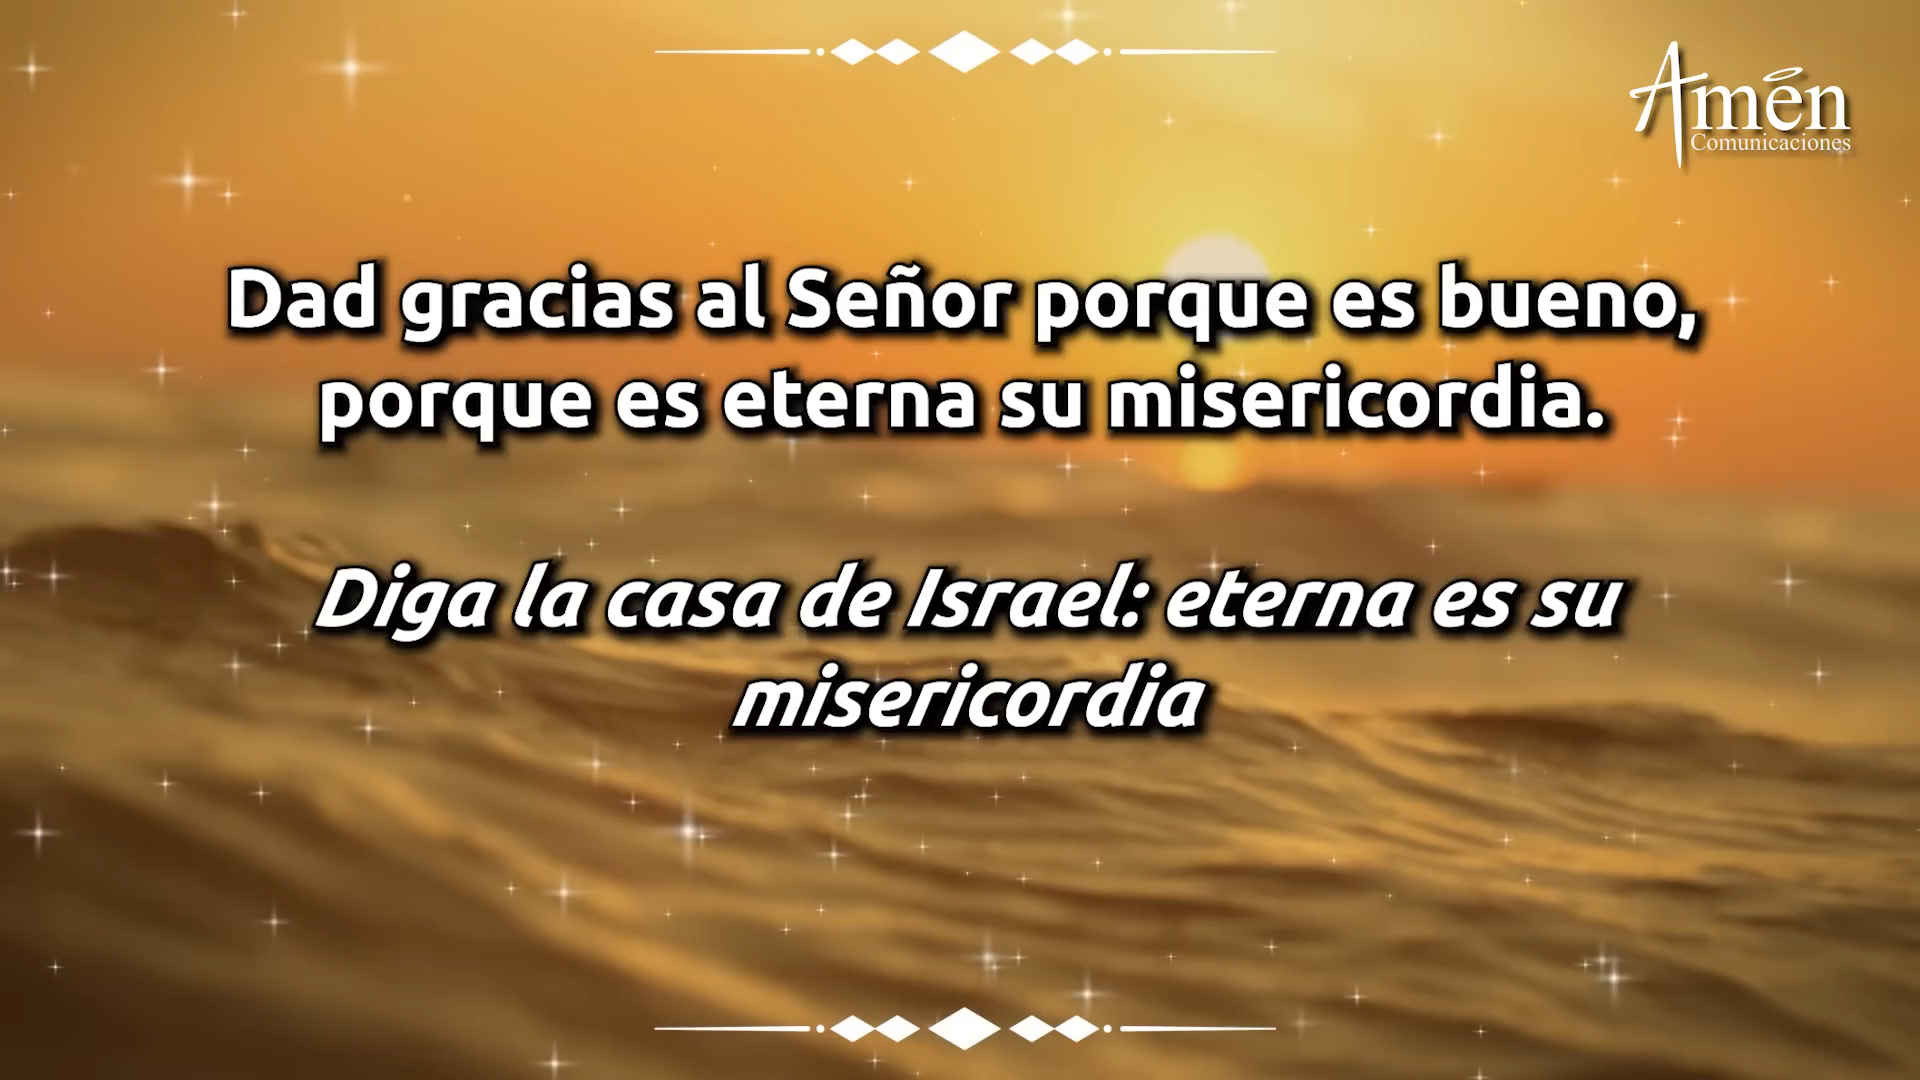 Amén
Comunicaciones
Dad gracias al Señor porque es bueno,
porque es eterna su misericordia.
Diga la casa de Israel: eterna es su
misericordia